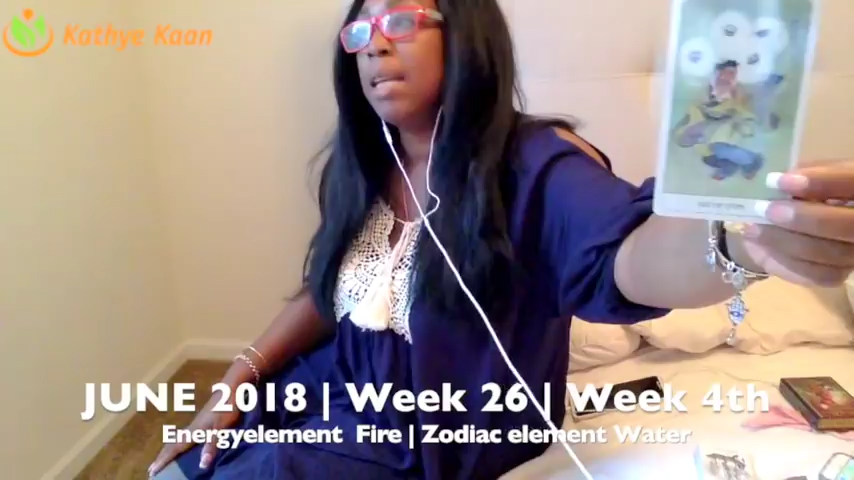 Kathye Kaan
JUNE 2018 | Week 26 | Week 4th
Energyelement Fire | Zodiac element Water